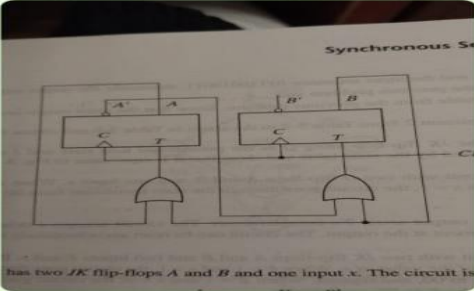 Synchronous Se
A' A B' B
C T C T
C
has two JK flip-flops A and B and one input x. The circuit is